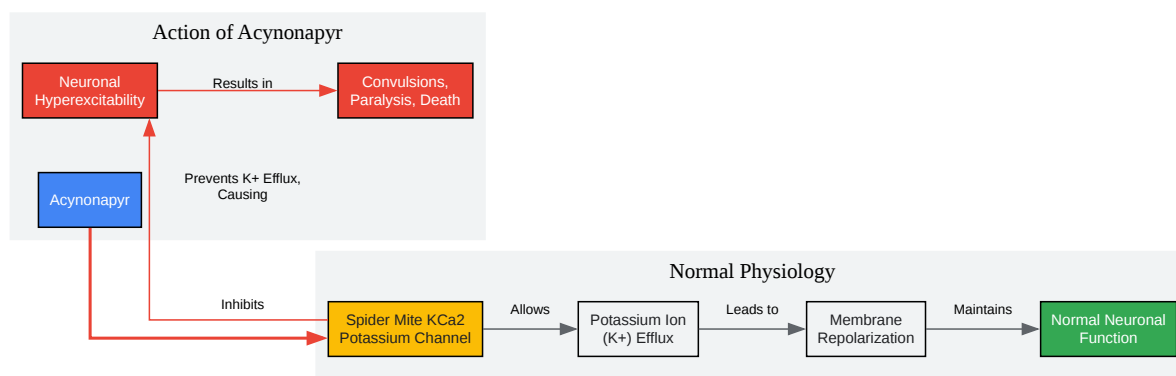 Action of Acynonapyr
Neuronal
Hyperexcitability
Results in
Convulsions,
Paralysis, Death
Prevents K+ Efflux,
Causing
Acynonapyr
Normal Physiology
Inhibits
Spider Mite KCa2
Potassium Channel
Allows
Potassium Ion
(K+) Efflux
Leads to
Membrane
Repolarization
Maintains
Normal Neuronal
Function